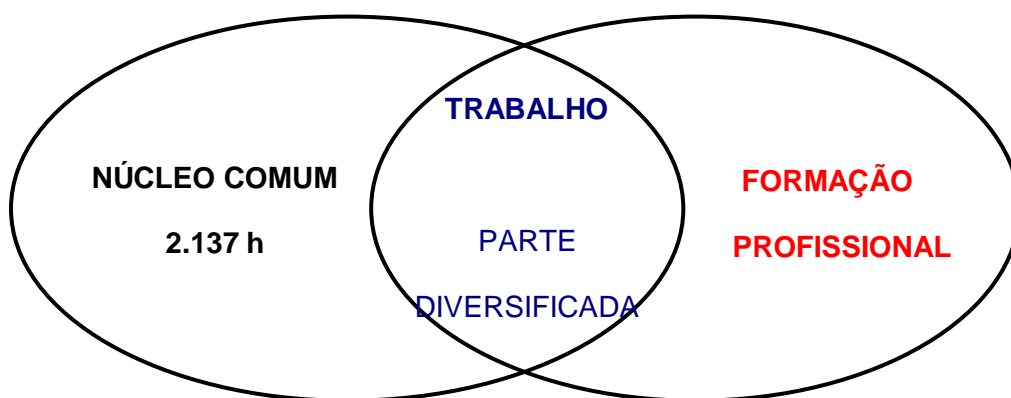 NÚCLEO COMUM
2.137 h
TRABALHO
PARTE
DIVERSIFICADA
FORMAÇÃO
PROFISSIONAL